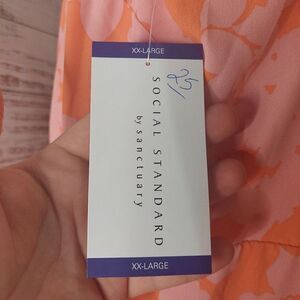 XX-LARGE
25/
SOCIAL STANDARD
by sanctuary
XX-LARGE